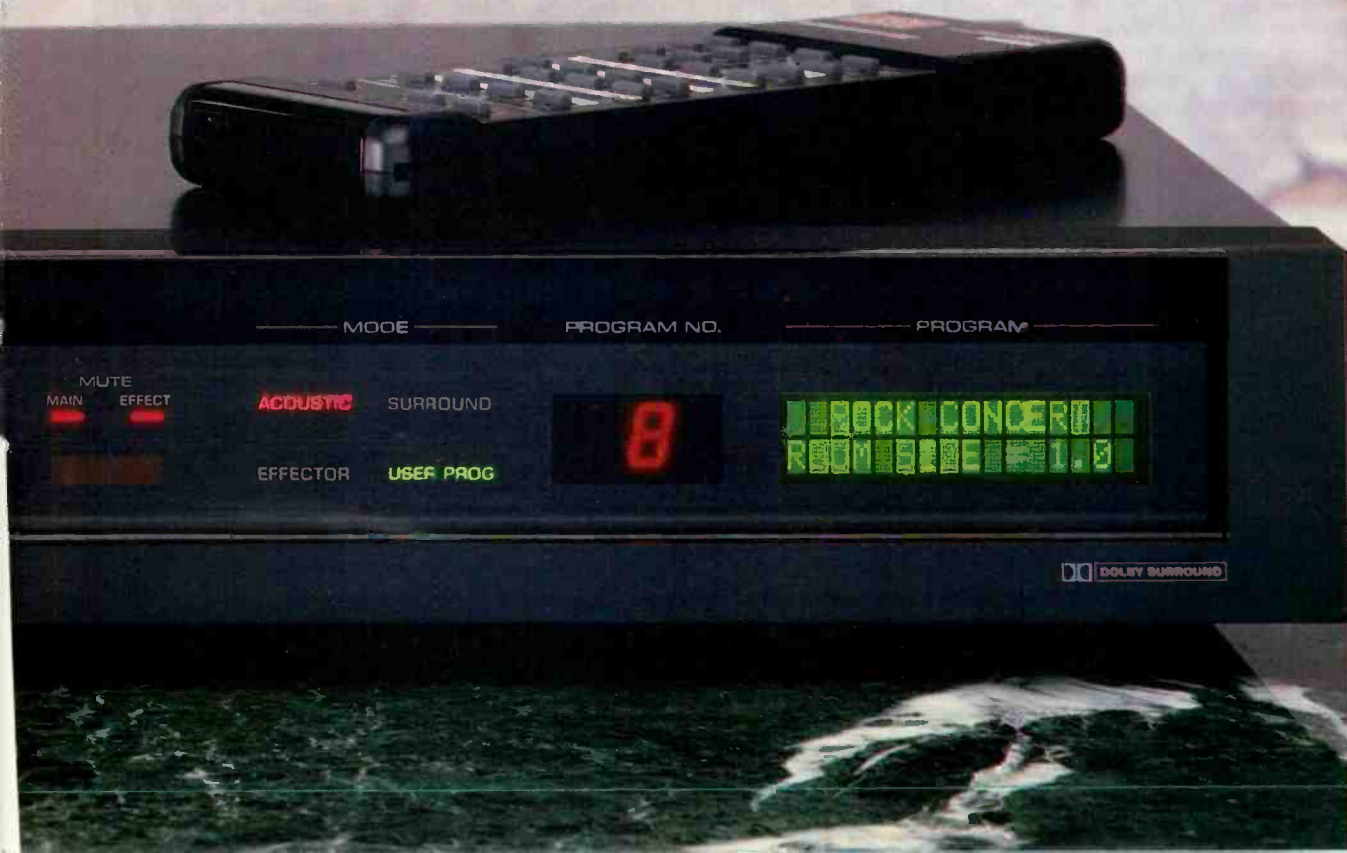 MODE PROGRAM NO. PROGRAM
MUTE
MAIN EFFECT ACOUSTIC SURROUND
8
ROCK CONCERT
EFFECTOR USER PROG
ROOM SIZE = 1.0
DOLBY SURROUND